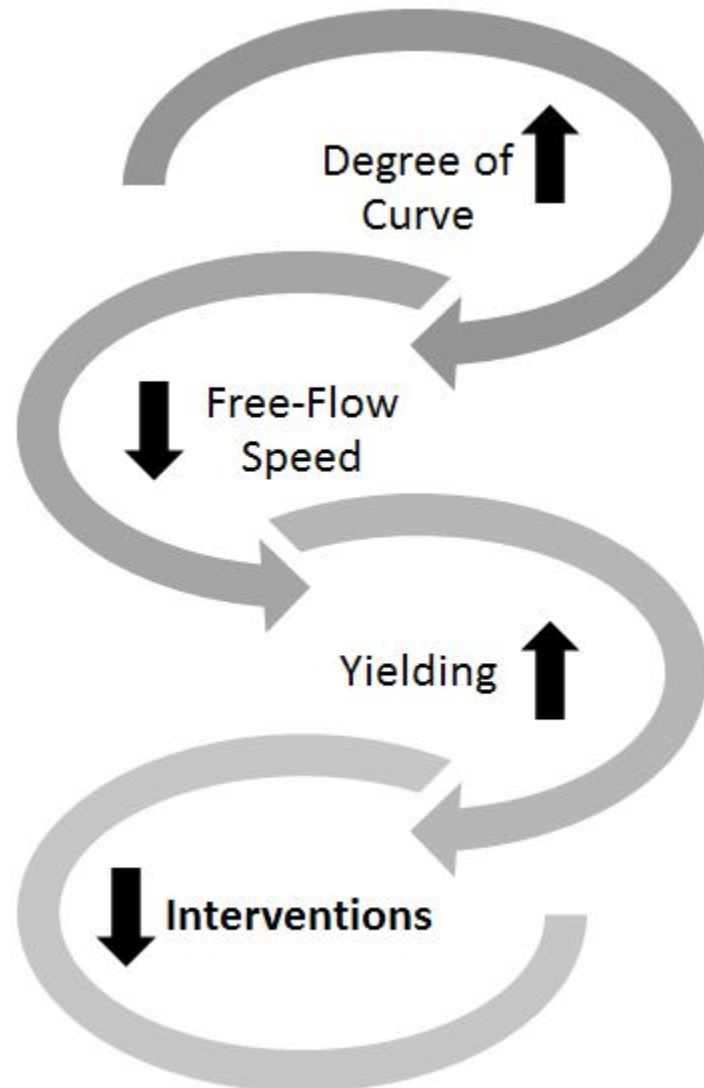 Degree of
Curve
Free-Flow
Speed
Yielding
Interventions